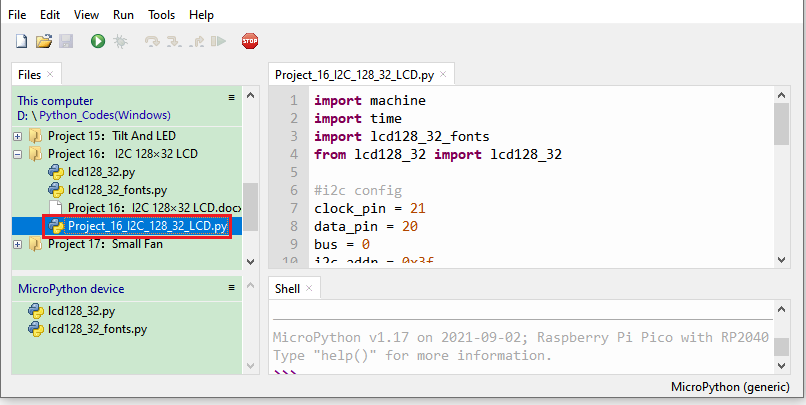 File Edit View Run Tools Help
STOP
Files ×
This computer
D: \ Python_Codes(Windows)
Project 15：Tilt And LED
Project 16： I2C 128×32 LCD
lcd128_32.py
lcd128_32_fonts.py
Project 16：I2C 128×32 LCD.docx
Project_16_I2C_128_32_LCD.py
Project 17：Small Fan
MicroPython device
lcd128_32.py
lcd128_32_fonts.py
Project_16_I2C_128_32_LCD.py ×
1 import machine
2 import time
3 import lcd128_32_fonts
4 from lcd128_32 import lcd128_32
5
6 #i2c config
7 clock_pin = 21
8 data_pin = 20
9 bus = 0
10 i2c_addr = 0x3f
Shell ×
MicroPython v1.17 on 2021-09-02; Raspberry Pi Pico with RP2040
Type "help()" for more information.
>>>
MicroPython (generic)